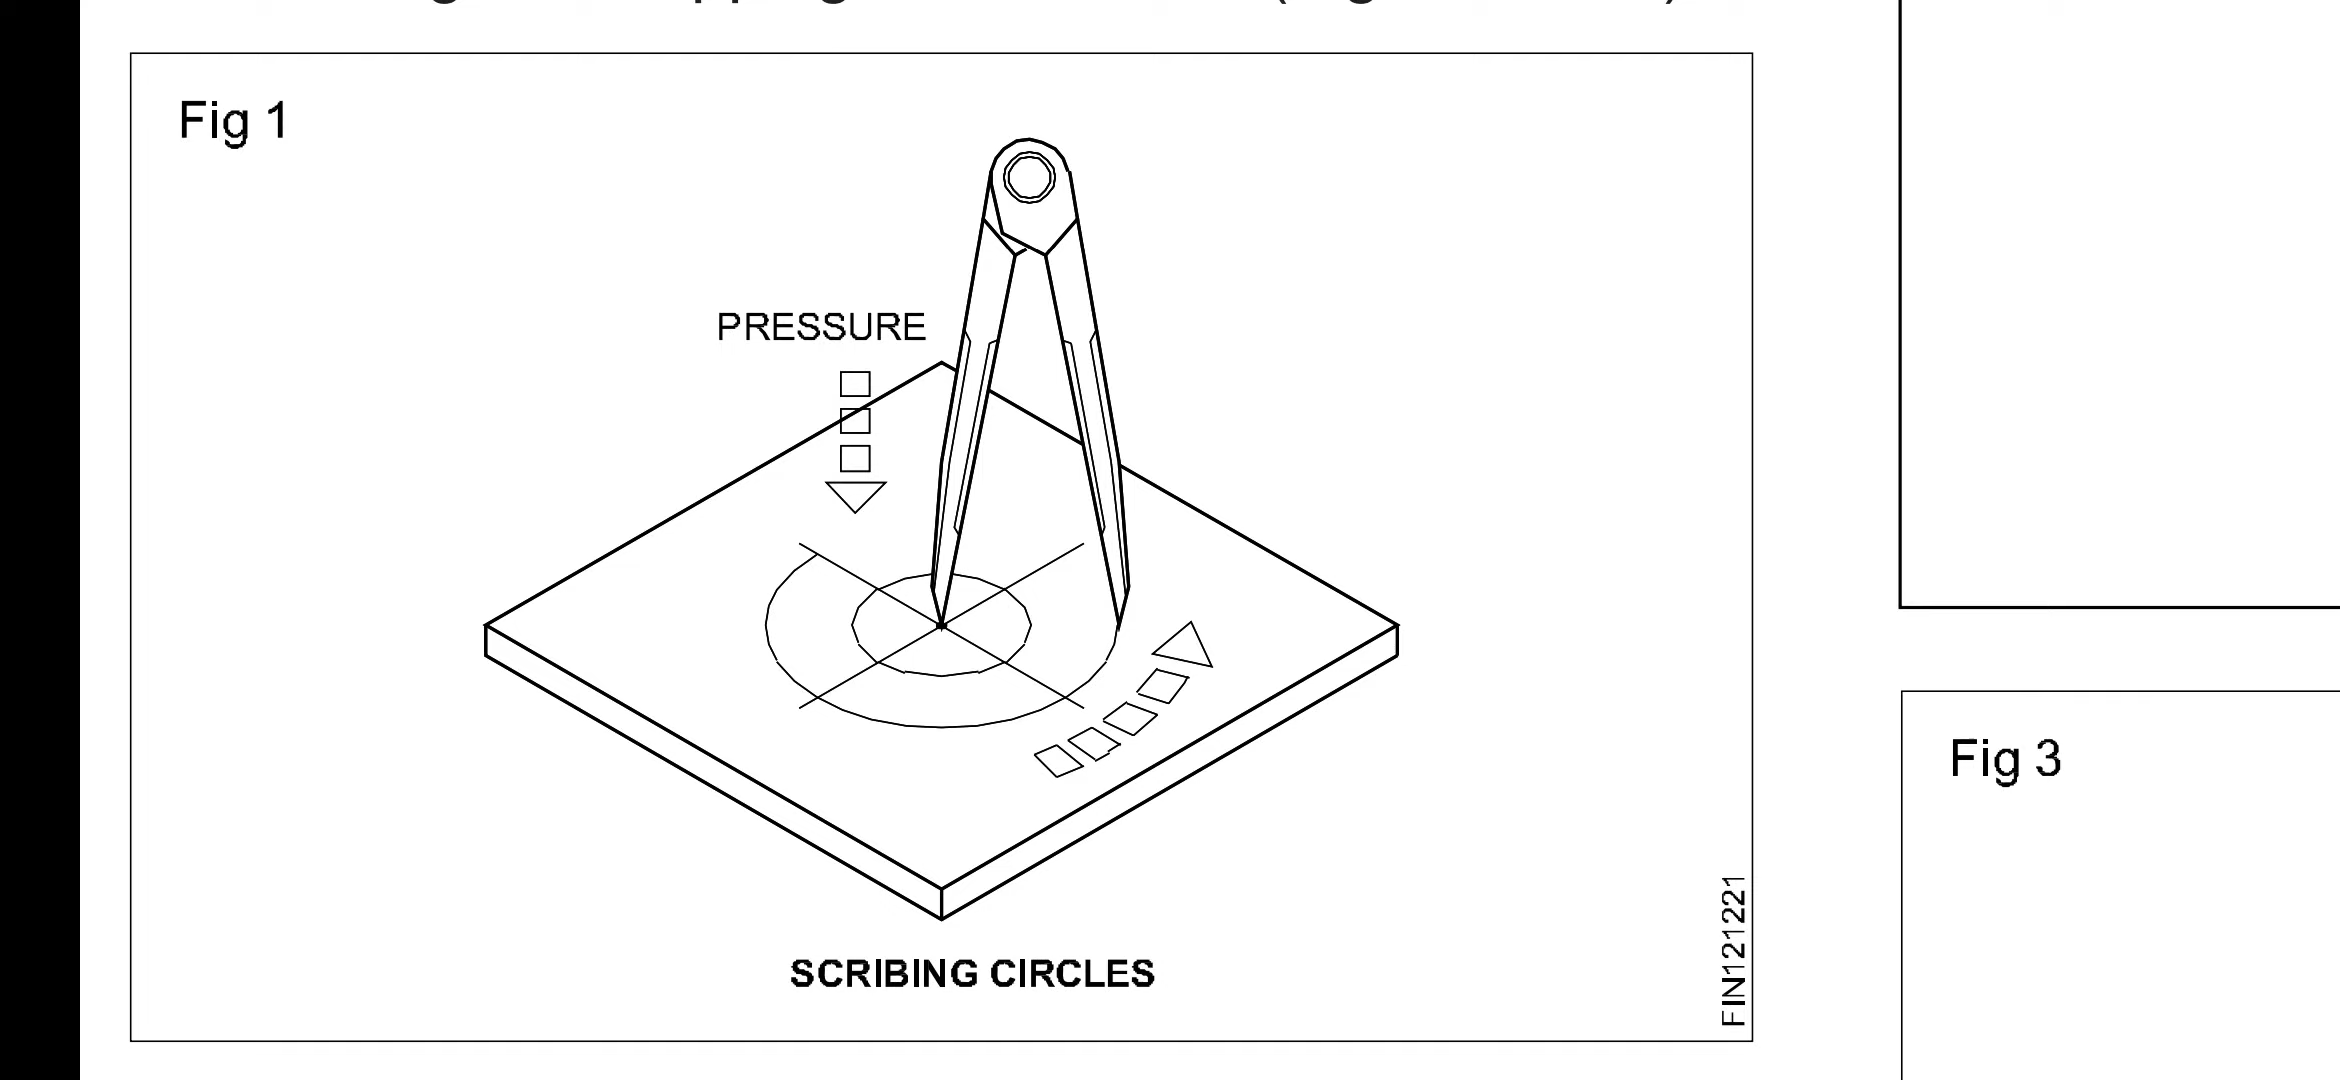 Fig 1
PRESSURE
SCRIBING CIRCLES
FIN121221
Fig 3